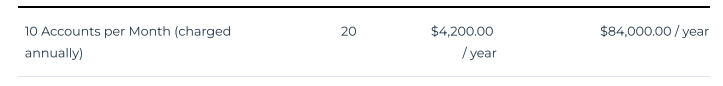 10 Accounts per Month (charged 20 $4,200.00 $84,000.00 / year
annually) / year